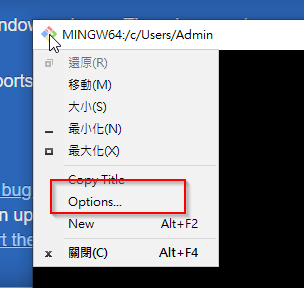 ndow
MINGW64:/c/Users/Admin
ports
還原(R)
移動(M)
大小(S)
最小化(N)
最大化(X)
Copy Title
bug
Options...
n up
New Alt+F2
rt the
關閉(C) Alt+F4